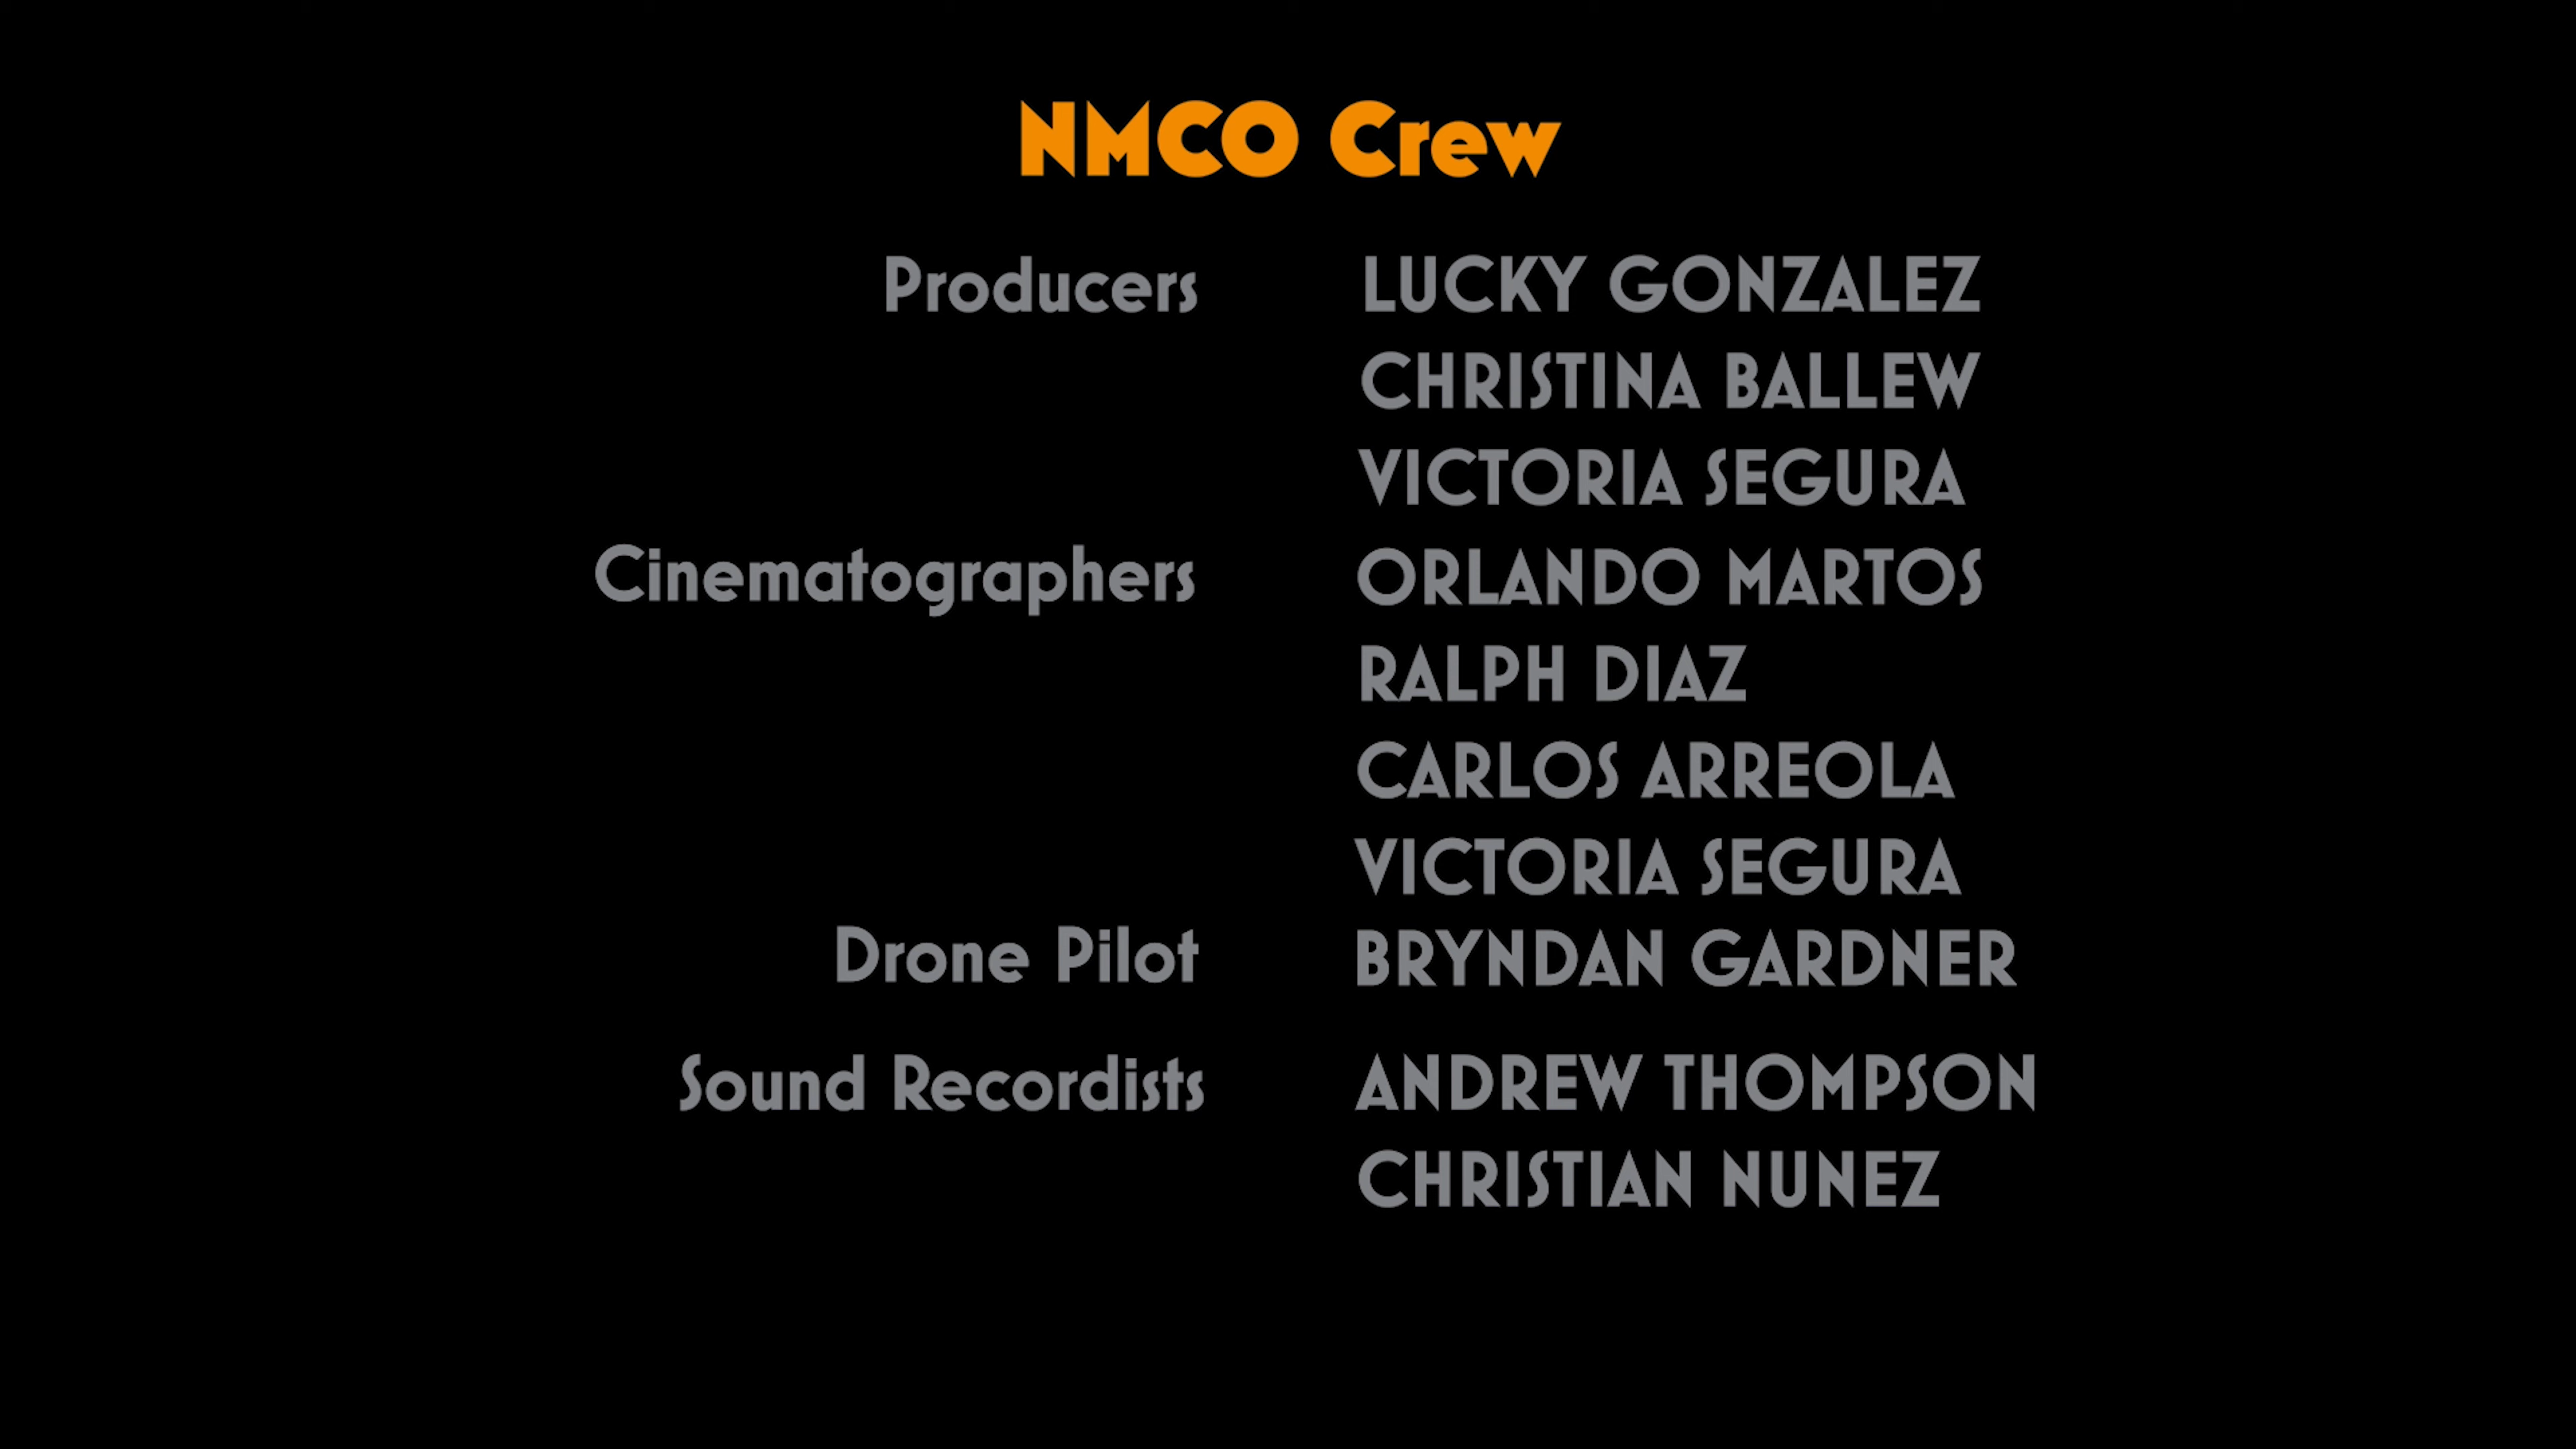 NMCO Crew
Producers LUCKY GONZALEZ
CHRISTINA BALLEW
VICTORIA SEGURA
Cinematographers ORLANDO MARTOS
RALPH DIAZ
CARLOS ARREOLA
VICTORIA SEGURA
Drone Pilot BRYNDAN GARDNER
Sound Recordists ANDREW THOMPSON
CHRISTIAN NUNEZ